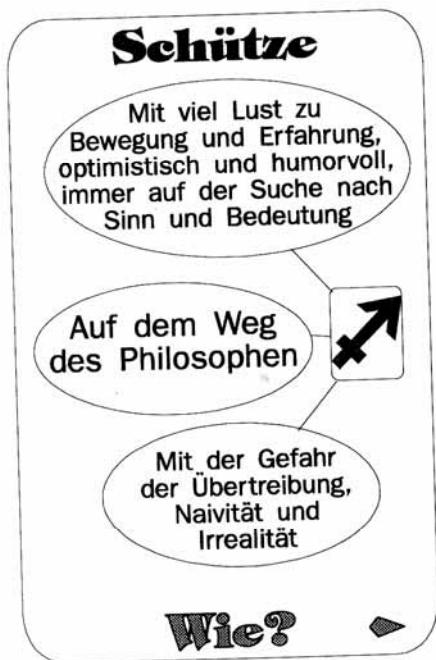 Schütze
Mit viel Lust zu
Bewegung und Erfahrung,
optimistisch und humorvoll,
immer auf der Suche nach
Sinn und Bedeutung
Auf dem Weg
des Philosophen
Mit der Gefahr
der Übertreibung,
Naivität und
Irrealität
Wie?